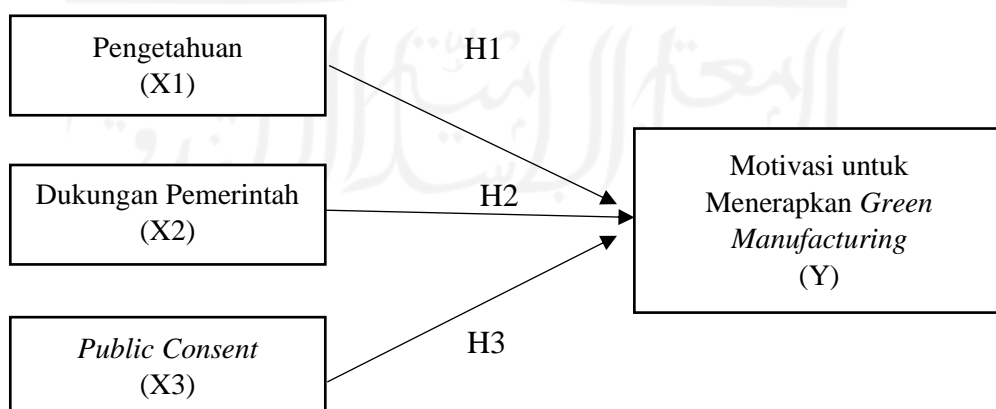 Pengetahuan
(X1)
H1
Dukungan Pemerintah
(X2)
H2
Public Consent
(X3)
H3
Motivasi untuk
Menerapkan Green
Manufacturing
(Y)